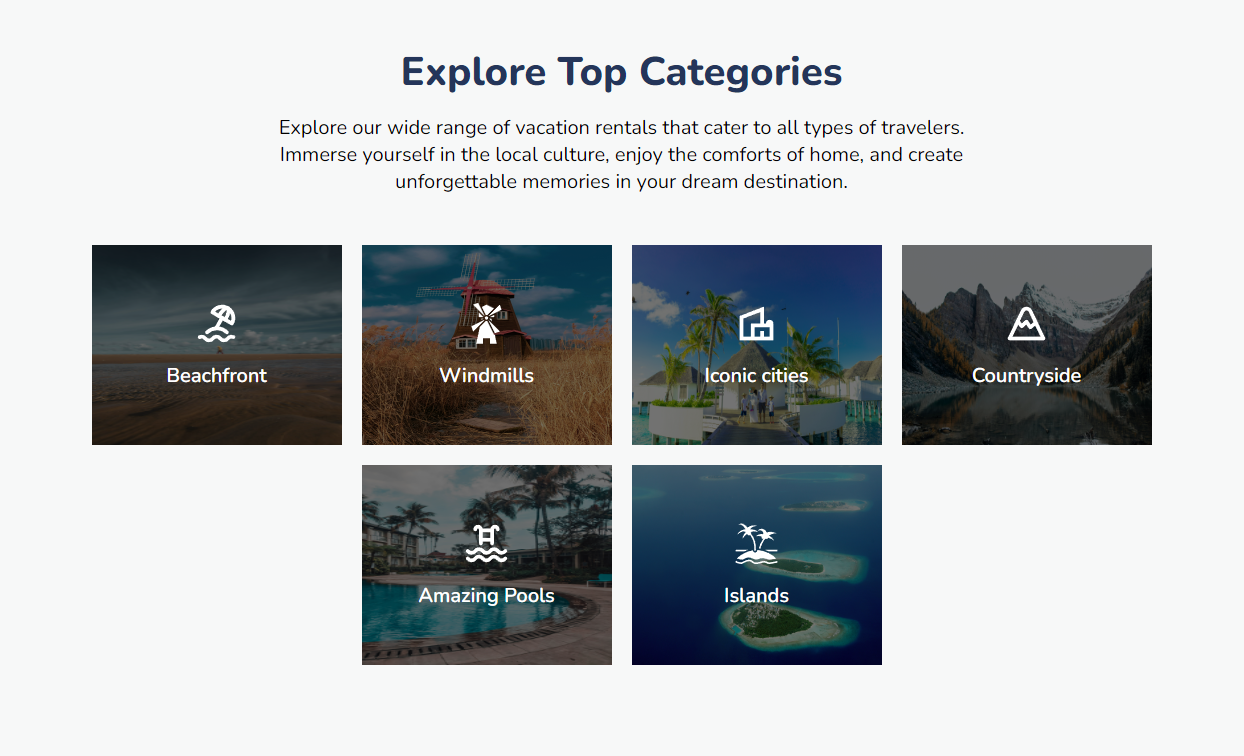 Explore Top Categories
Explore our wide range of vacation rentals that cater to all types of travelers.
Immerse yourself in the local culture, enjoy the comforts of home, and create
unforgettable memories in your dream destination.
Beachfront
Windmills
Iconic cities
Countryside
Amazing Pools
Islands